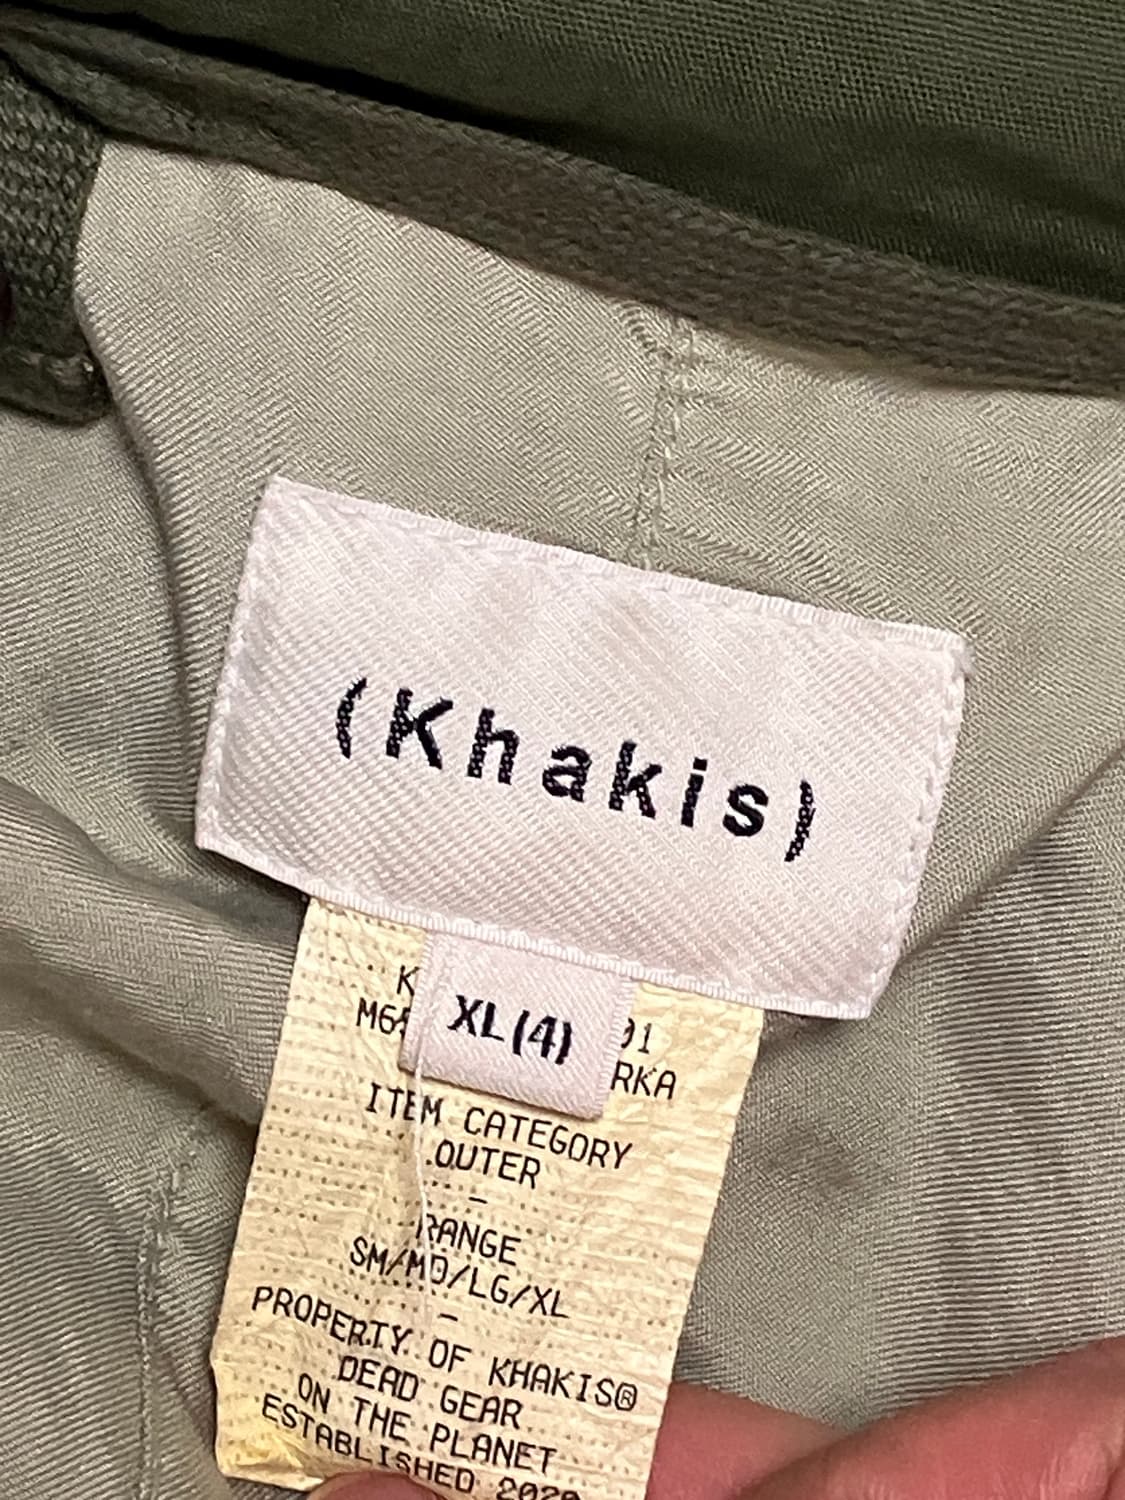 (Khakis)
XL(4)
ITEM CATEGORY
.OUTER
–
RANGE
SM/MD/LG/XL
–
PROPERTY OF KHAKIS®
DEAD GEAR
ON THE PLANET
ESTABLISHED